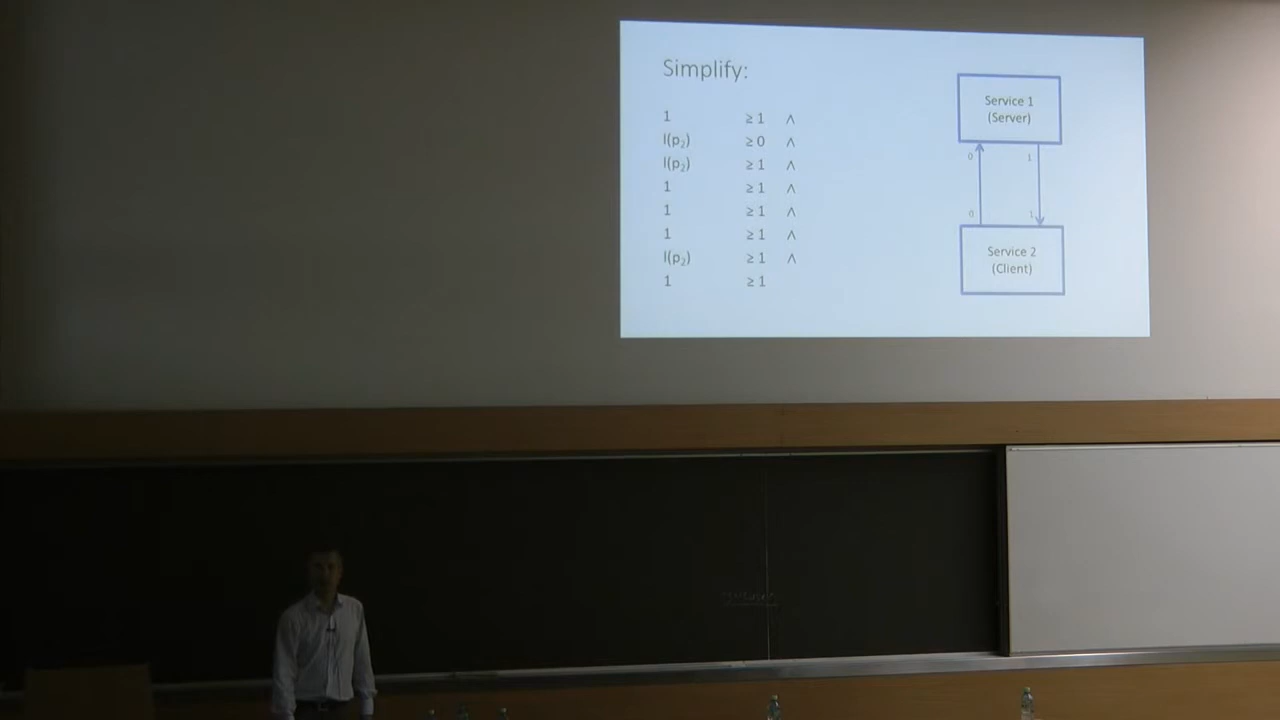 Simplify:
1 ≥ 1 ∧
I(p₂) ≥ 0 ∧
I(p₂) ≥ 1 ∧
1 ≥ 1 ∧
1 ≥ 1 ∧
1 ≥ 1 ∧
I(p₂) ≥ 1 ∧
1 ≥ 1
Service 1
(Server)
0 1
0 1
Service 2
(Client)